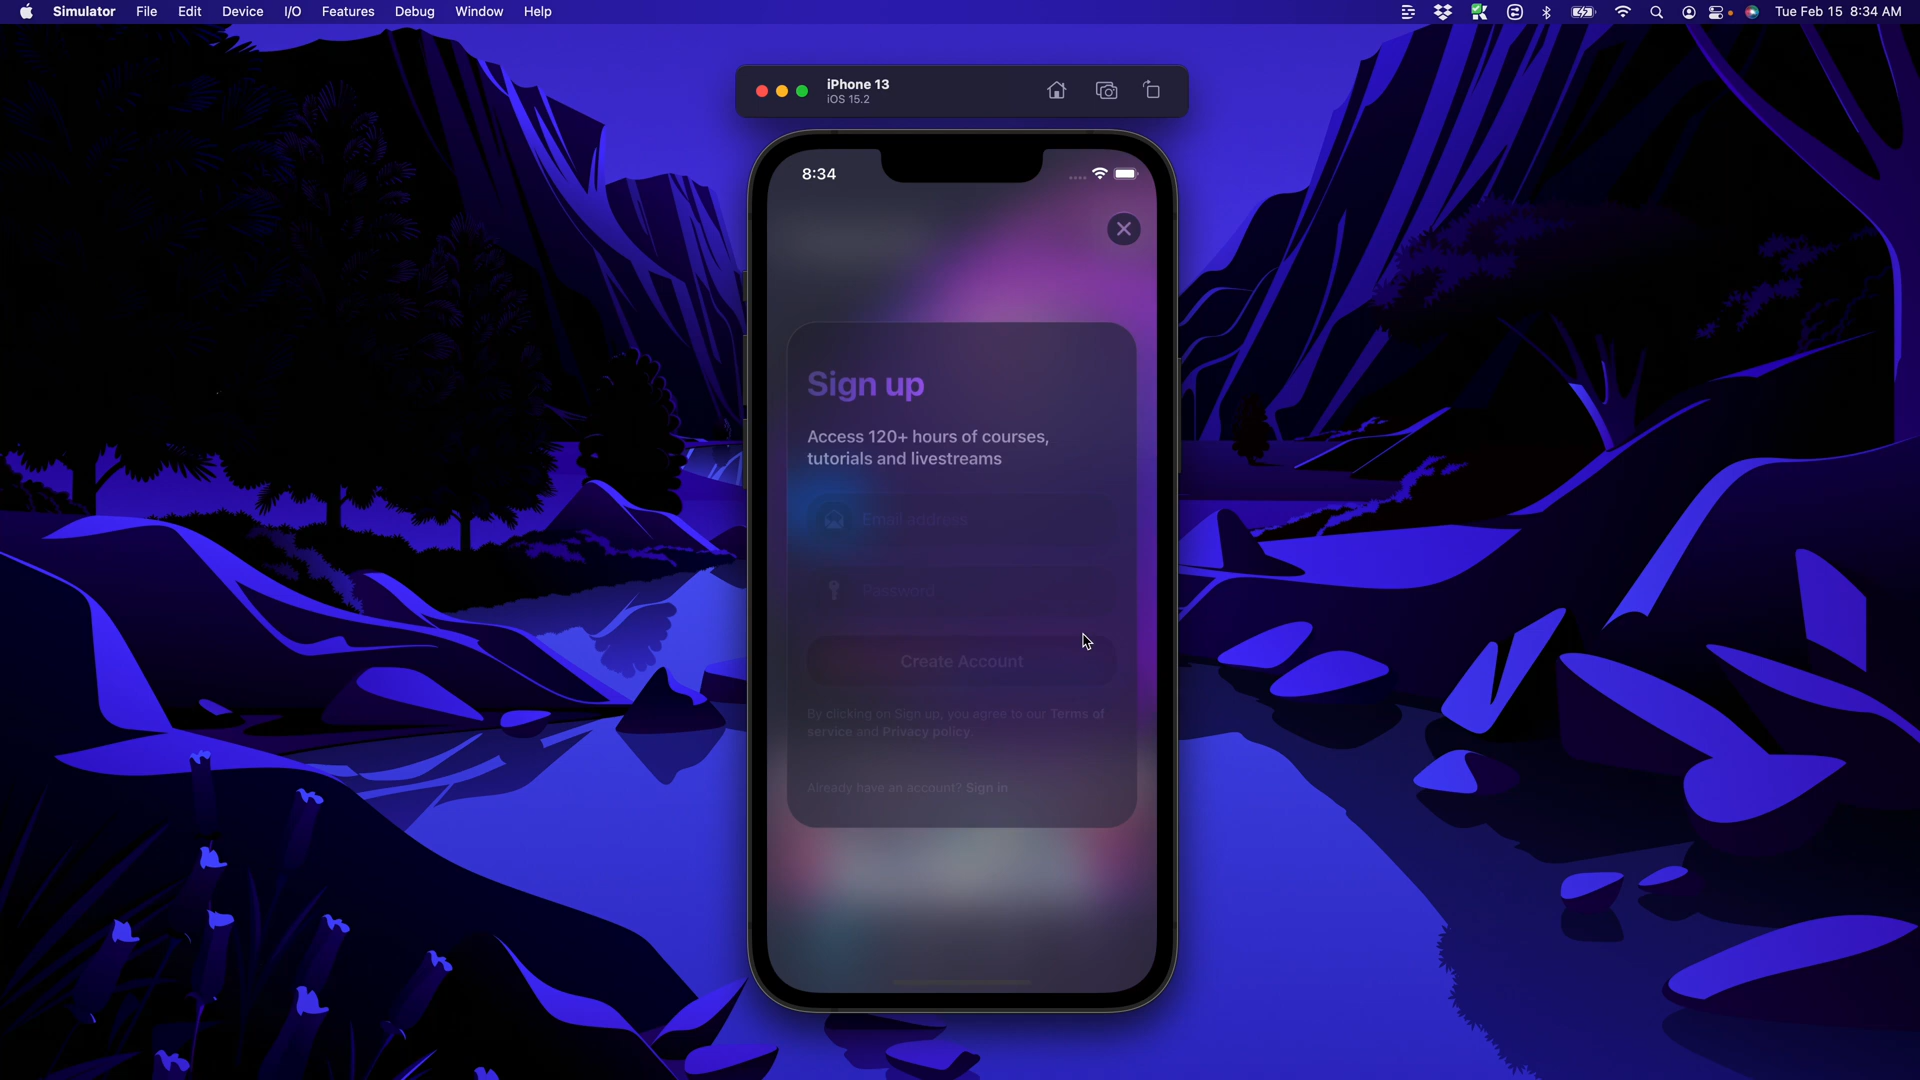 Simulator File Edit Device I/O Features Debug Window Help Tue Feb 15 8:34 AM
iPhone 13
iOS 15.2
8:34
Sign up
Access 120+ hours of courses,
tutorials and livestreams
Email address
Password
Create Account
By clicking on Sign up, you agree to our Terms of
service and Privacy policy.
Already have an account? Sign in